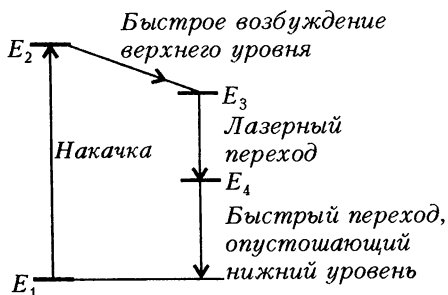 Быстрое возбуждение
верхнего уровня
E2
E3
Накачка
Лазерный
переход
E4
Быстрый переход,
опустошающий
нижний уровень
E1